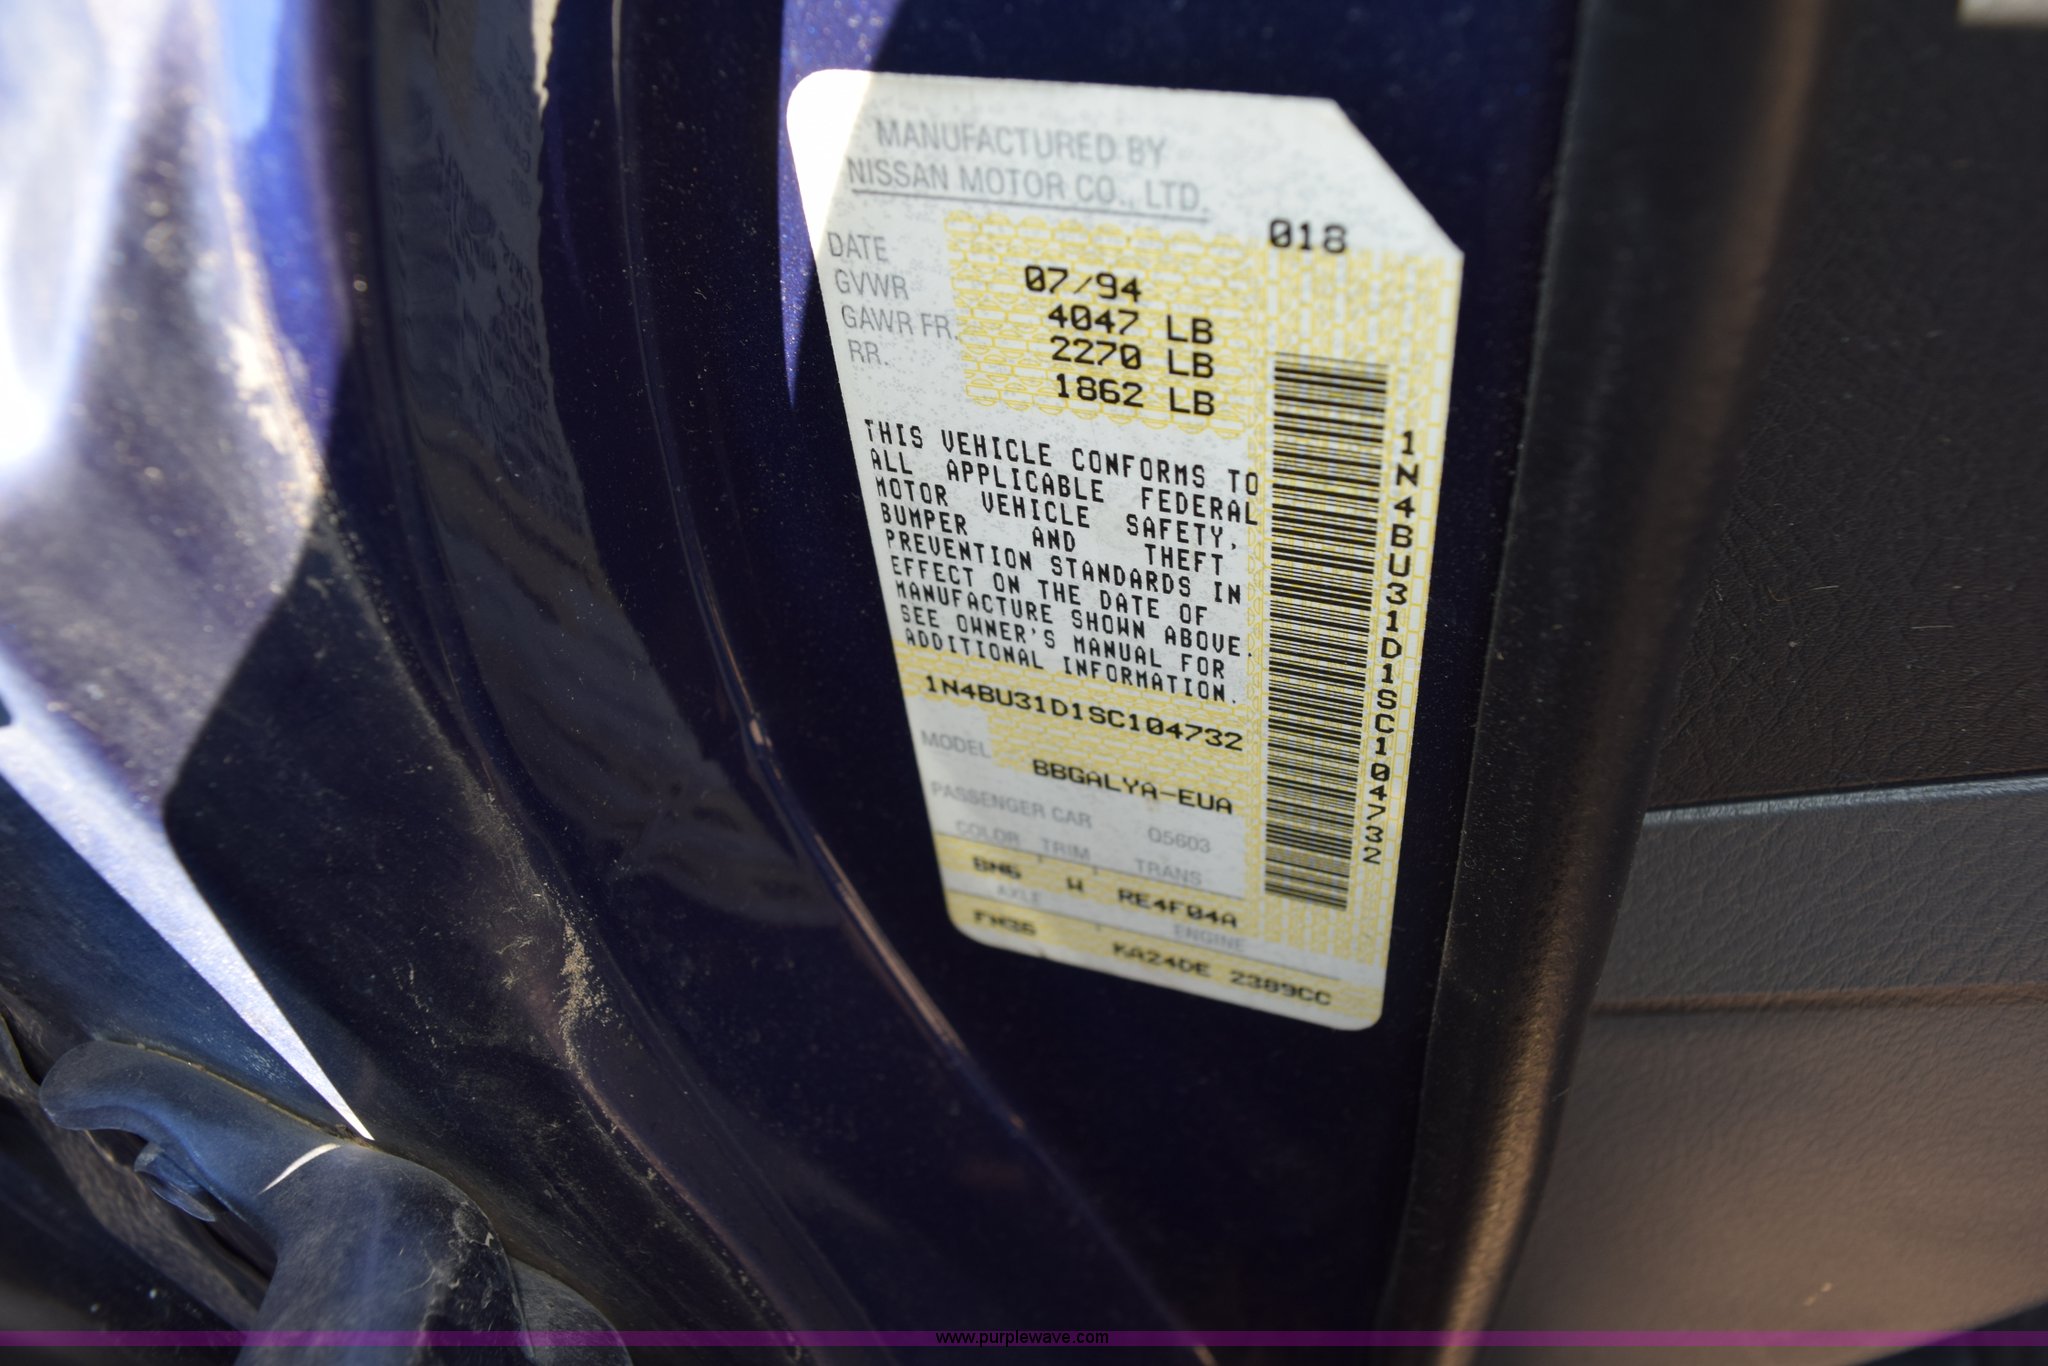 MANUFACTURED BY
NISSAN MOTOR CO., LTD.
018
DATE 07/94
GVWR 4047 LB
GAWR FR. 2270 LB
RR. 1862 LB
THIS VEHICLE CONFORMS TO
ALL APPLICABLE FEDERAL
MOTOR VEHICLE SAFETY,
BUMPER AND THEFT
PREVENTION STANDARDS IN
EFFECT ON THE DATE OF
MANUFACTURE SHOWN ABOVE.
SEE OWNER'S MANUAL FOR
ADDITIONAL INFORMATION.
1N4BU31D1SC104732
MODEL
BBGALYA-EUA
PASSENGER CAR 05603
COLOR TRIM TRANS
BN6 W RE4F04A
AXLE ENGINE
FN36 KA24DE 2389CC
1N4BU31D1SC104732
www.purplewave.com